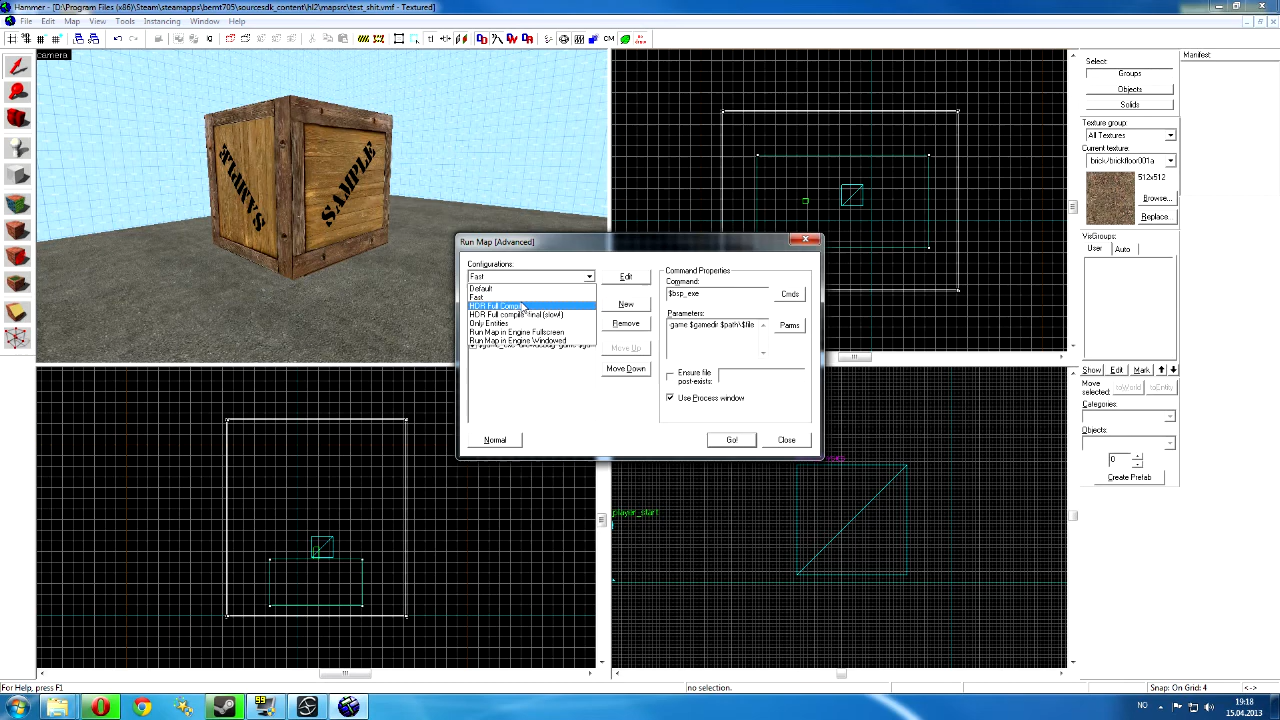 Hammer - [D:\Program Files (x86)\Steam\steamapps\bernt705\sourcesdk_content\hl2\mapsrc\test_shit.vmf - Textured]
File Edit Map View Tools Instancing Window Help
camera
SAMPLE
SAMPLE
Run Map [Advanced]
Configurations:
Fast
Edit
Default
Fast
HDR Full Compile
HDR Full compile -final (slow!)
Only Entities
Run Map in Engine Fullscreen
Run Map in Engine Windowed
New
Remove
Move Up
Move Down
Normal
Command Properties
Command:
$bsp_exe
Cmds
Parameters:
-game $gamedir $path\$file
Parms
Ensure file
post-exists:
Use Process window
Go!
Close
player_start
Manifest
Select:
Groups
Objects
Solids
Texture group:
All Textures
Current texture:
brick/brickfloor001a
512x512
Browse...
Replace...
VisGroups:
User
Auto
Show
Edit
Mark
Move
selected:
toWorld
toEntity
Categories:
Objects:
0
Create Prefab
For Help, press F1
no selection.
Snap: On Grid: 4
<->
NO
19:18
15.04.2013